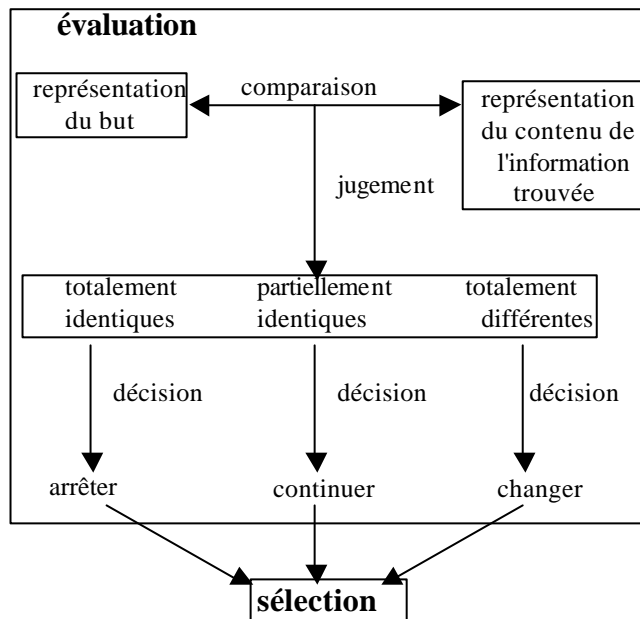 évaluation
représentation
du but
comparaison
représentation
du contenu de
l'information
trouvée
jugement
totalement
identiques
partiellement
identiques
totalement
différentes
décision
décision
décision
arrêter
continuer
changer
sélection